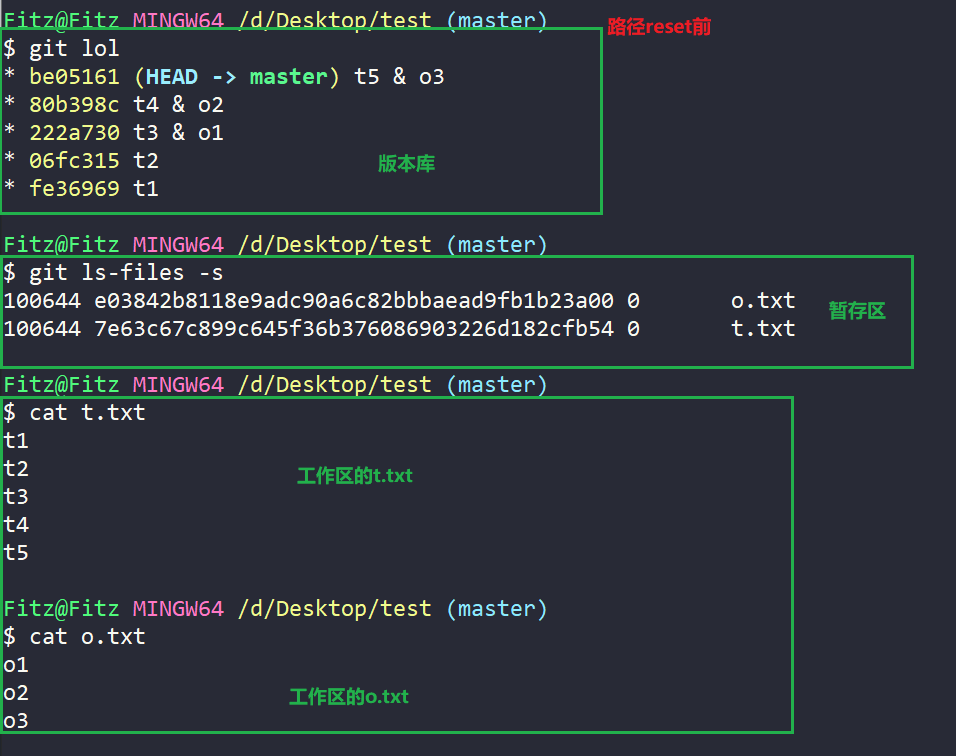 Fitz@Fitz MINGW64 /d/Desktop/test (master)
路径reset前
$ git lol
* be05161 (HEAD -> master) t5 & o3
* 80b398c t4 & o2
* 222a730 t3 & o1
* 06fc315 t2
版本库
* fe36969 t1
Fitz@Fitz MINGW64 /d/Desktop/test (master)
$ git ls-files -s
100644 e03842b8118e9adc90a6c82bbbaead9fb1b23a00 0 o.txt
暂存区
100644 7e63c67c899c645f36b376086903226d182cfb54 0 t.txt
Fitz@Fitz MINGW64 /d/Desktop/test (master)
$ cat t.txt
t1
t2
工作区的t.txt
t3
t4
t5
Fitz@Fitz MINGW64 /d/Desktop/test (master)
$ cat o.txt
o1
o2
工作区的o.txt
o3